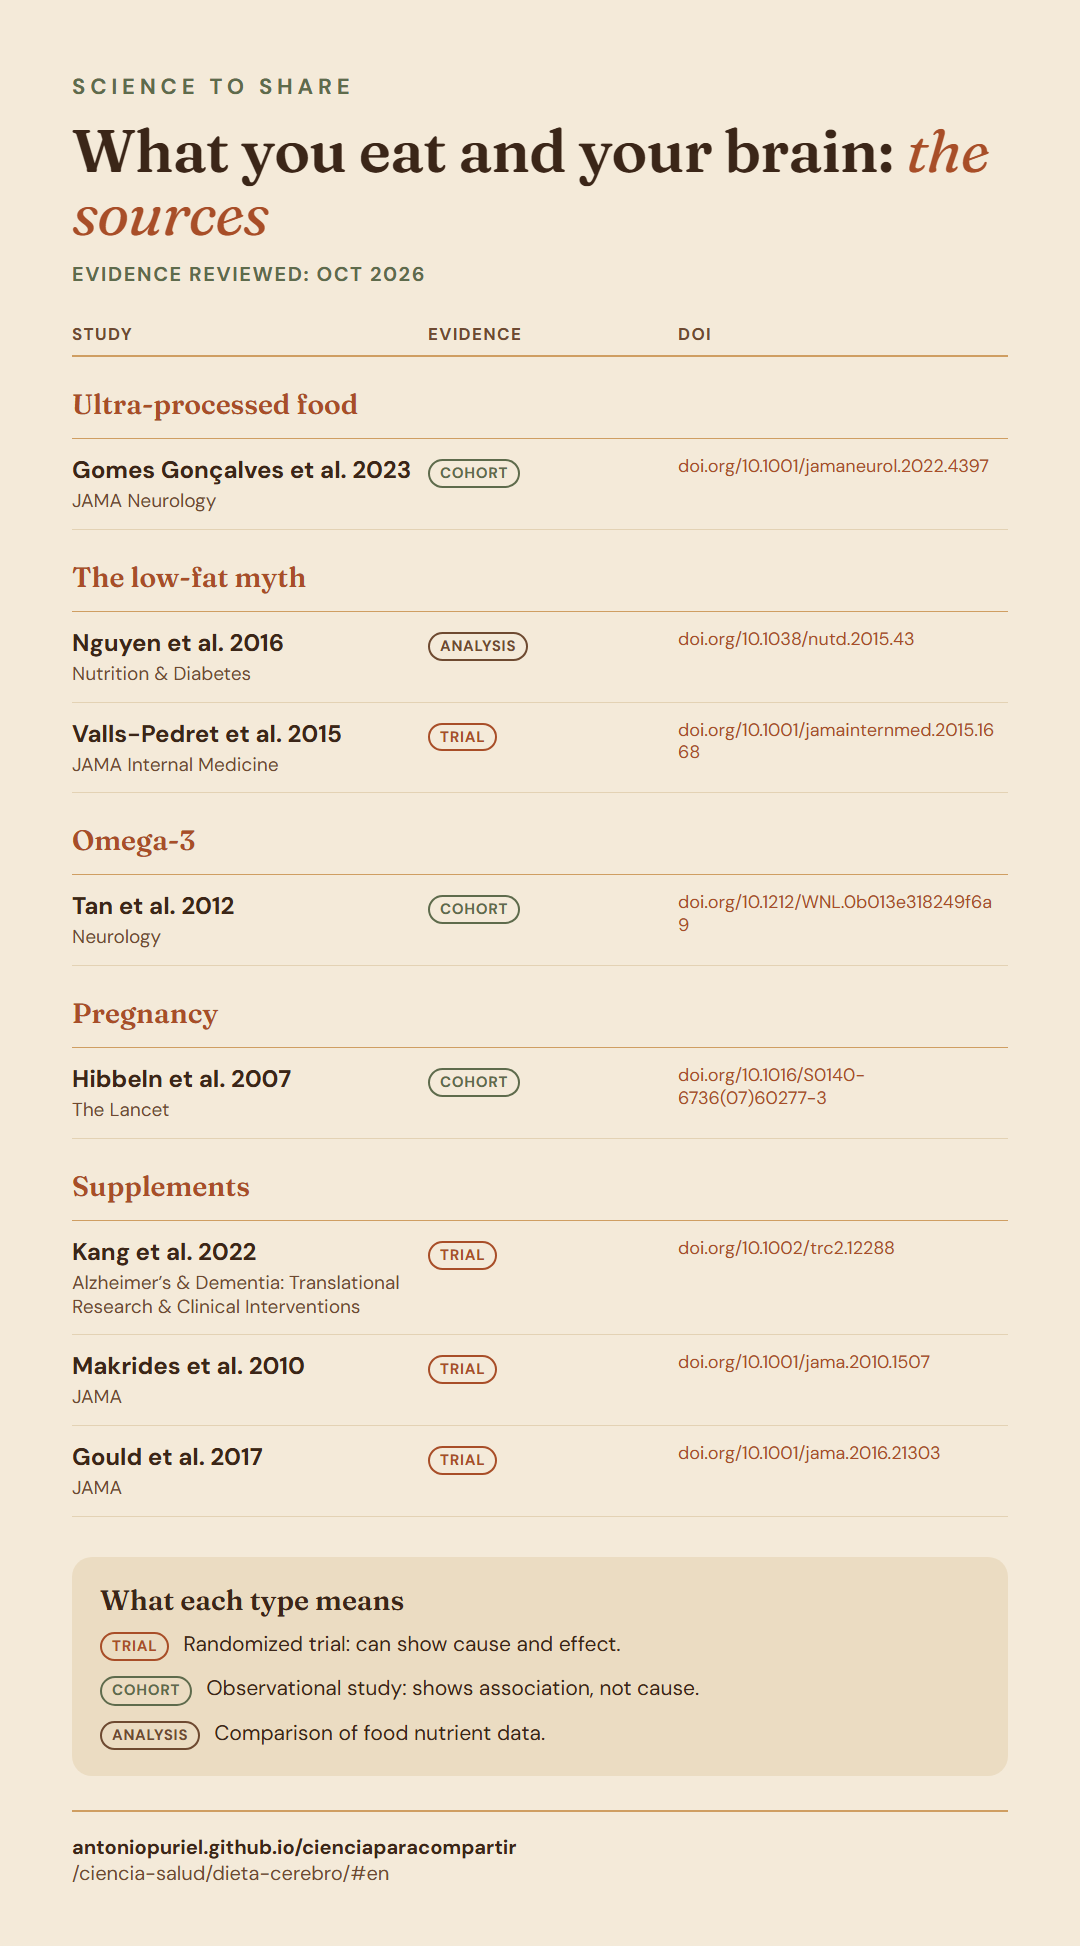 SCIENCE TO SHARE
What you eat and your brain: the
sources
EVIDENCE REVIEWED: OCT 2026
STUDY EVIDENCE DOI
Ultra-processed food
Gomes Gonçalves et al. 2023 COHORT doi.org/10.1001/jamaneurol.2022.4397
JAMA Neurology
The low-fat myth
Nguyen et al. 2016 ANALYSIS doi.org/10.1038/nutd.2015.43
Nutrition & Diabetes
Valls-Pedret et al. 2015 TRIAL doi.org/10.1001/jamainternmed.2015.16
68
JAMA Internal Medicine
Omega-3
Tan et al. 2012 COHORT doi.org/10.1212/WNL.0b013e318249f6a
9
Neurology
Pregnancy
Hibbeln et al. 2007 COHORT doi.org/10.1016/S0140-
6736(07)60277-3
The Lancet
Supplements
Kang et al. 2022 TRIAL doi.org/10.1002/trc2.12288
Alzheimer’s & Dementia: Translational
Research & Clinical Interventions
Makrides et al. 2010 TRIAL doi.org/10.1001/jama.2010.1507
JAMA
Gould et al. 2017 TRIAL doi.org/10.1001/jama.2016.21303
JAMA
What each type means
TRIAL Randomized trial: can show cause and effect.
COHORT Observational study: shows association, not cause.
ANALYSIS Comparison of food nutrient data.
antoniopuriel.github.io/cienciaparacompartir
/ciencia-salud/dieta-cerebro/#en